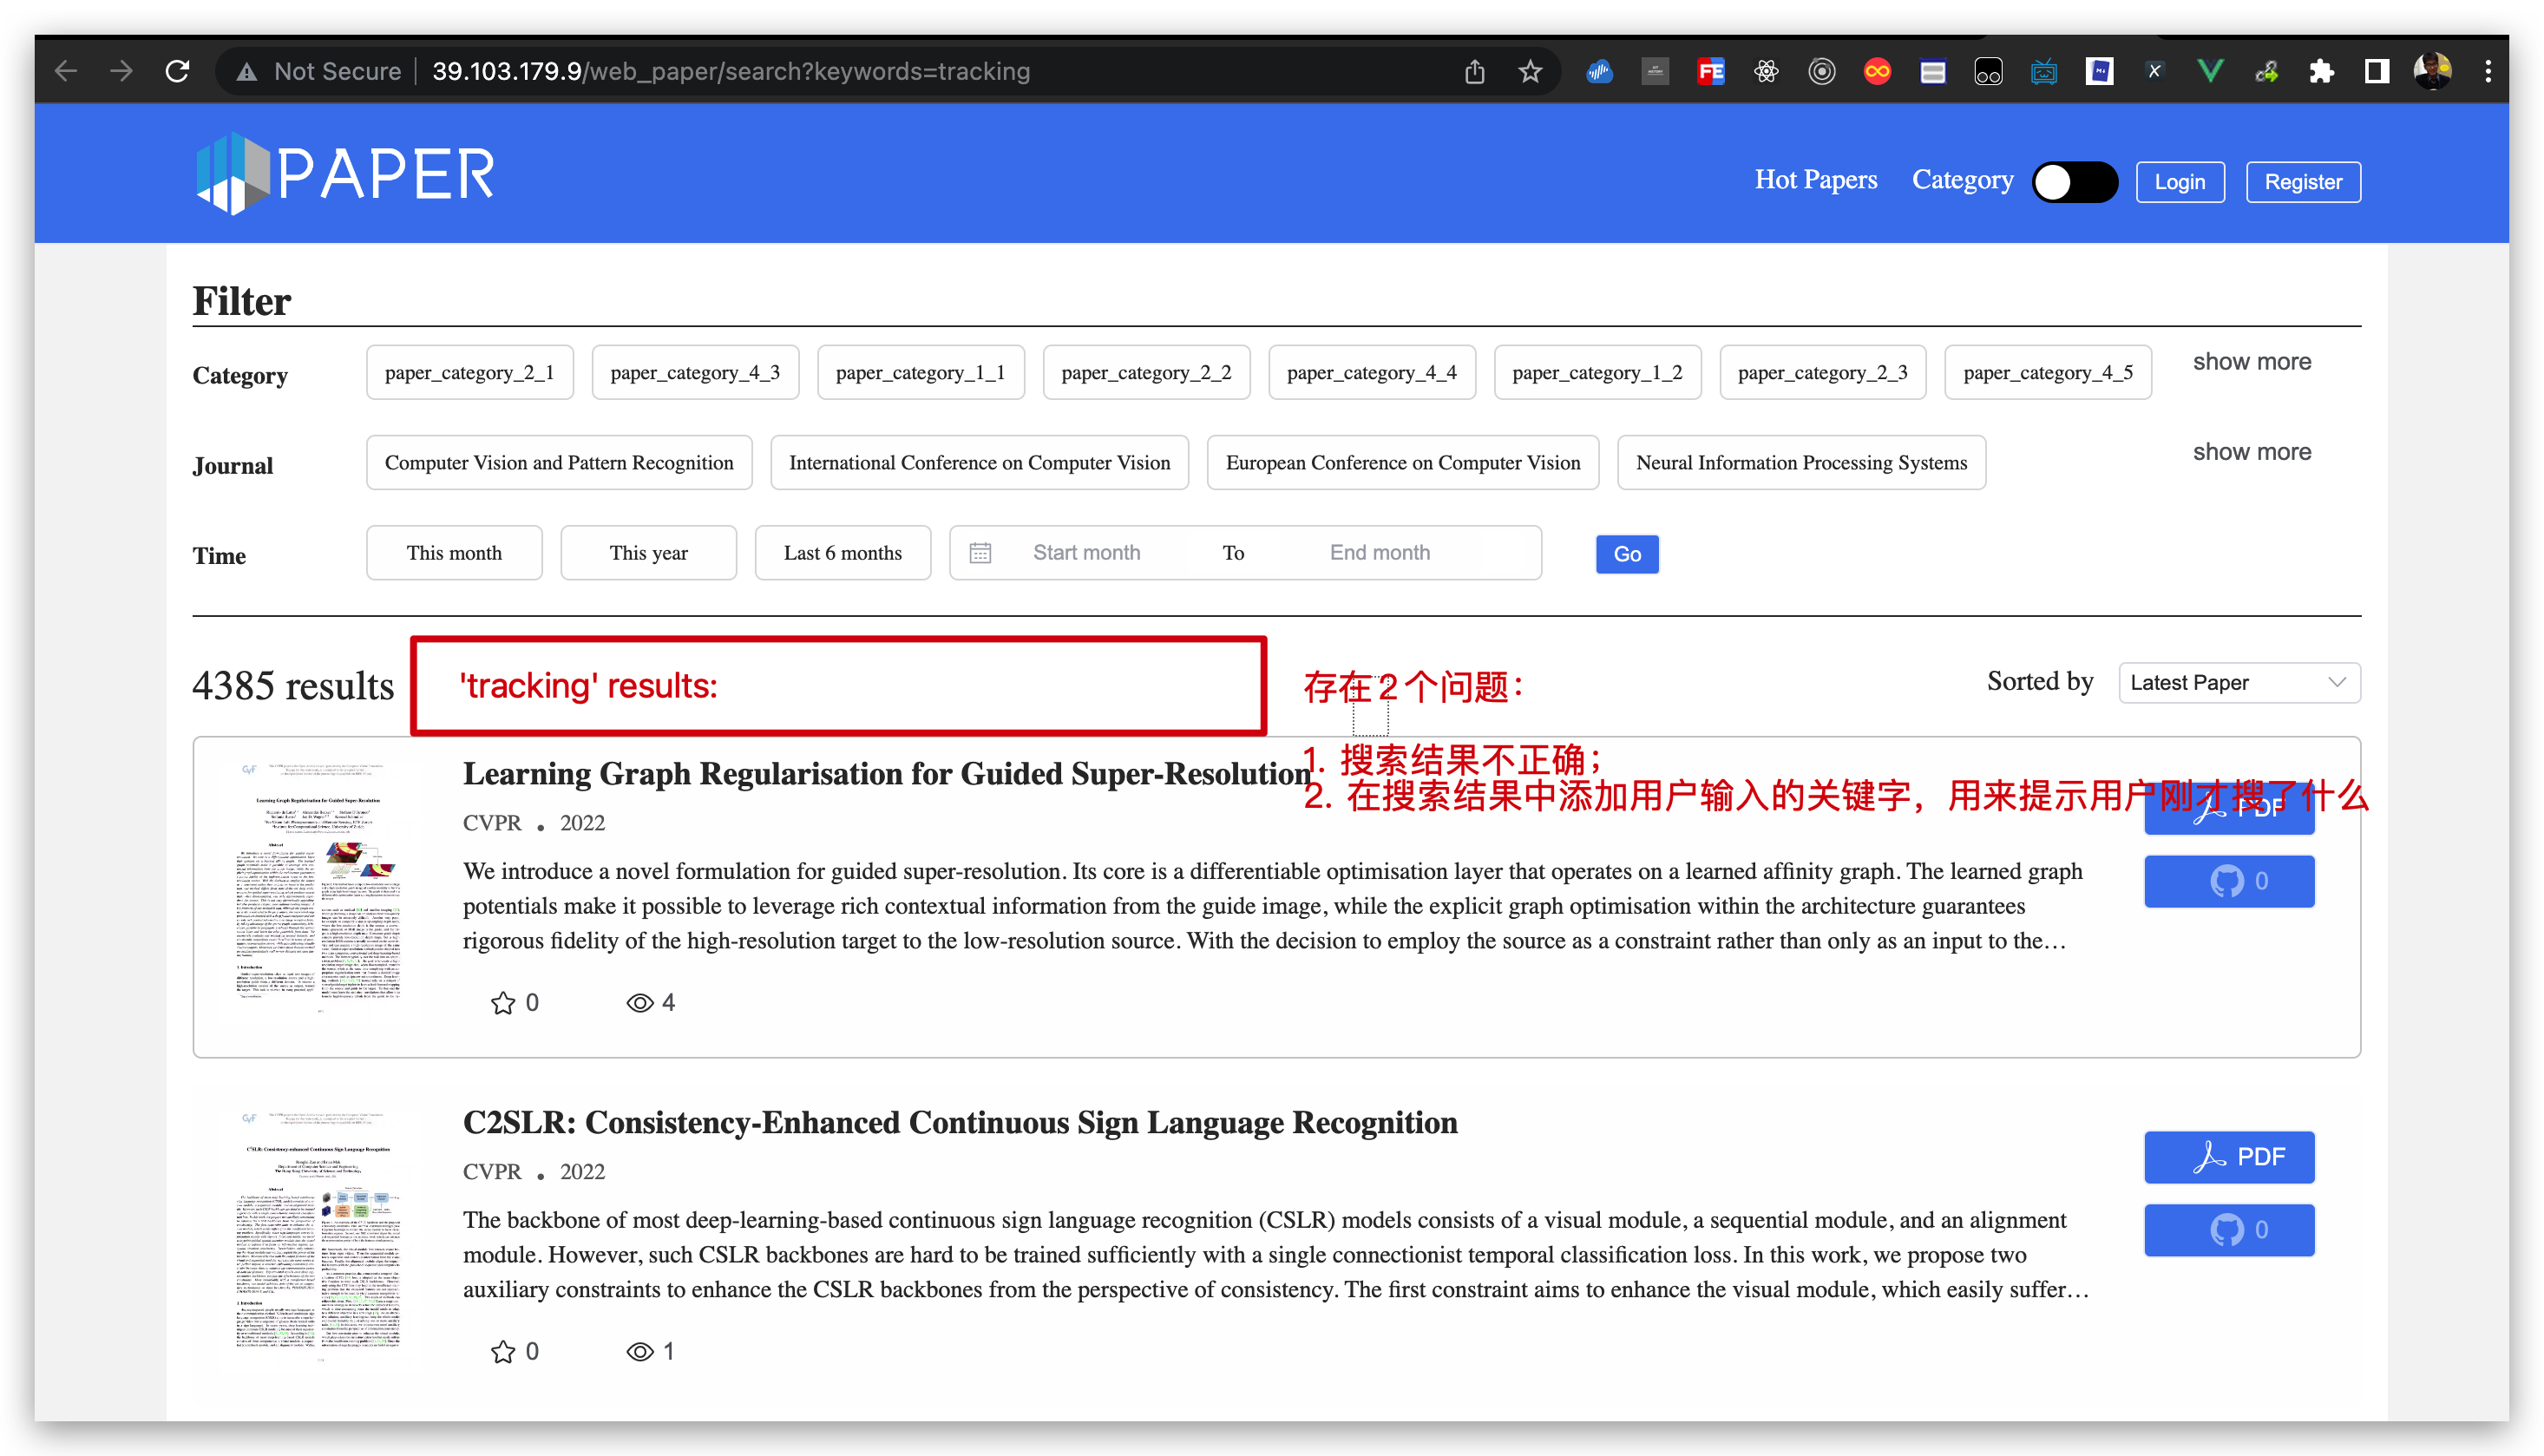 Not Secure 39.103.179.9/web_paper/search?keywords=tracking
PAPER
Hot Papers Category Login Register
Filter
Category paper_category_2_1 paper_category_4_3 paper_category_1_1 paper_category_2_2 paper_category_4_4 paper_category_1_2 paper_category_2_3 paper_category_4_5 show more
Journal Computer Vision and Pattern Recognition International Conference on Computer Vision European Conference on Computer Vision Neural Information Processing Systems show more
Time This month This year Last 6 months Start month To End month Go
4385 results 'tracking' results: 存在2个问题： Sorted by Latest Paper
1. 搜索结果不正确；
2. 在搜索结果中添加用户输入的关键字，用来提示用户刚才搜了什么
Learning Graph Regularisation for Guided Super-Resolution
PDF
CVPR . 2022
0
We introduce a novel formulation for guided super-resolution. Its core is a differentiable optimisation layer that operates on a learned affinity graph. The learned graph
potentials make it possible to leverage rich contextual information from the guide image, while the explicit graph optimisation within the architecture guarantees
rigorous fidelity of the high-resolution target to the low-resolution source. With the decision to employ the source as a constraint rather than only as an input to the…
0 4
C2SLR: Consistency-Enhanced Continuous Sign Language Recognition
PDF
CVPR . 2022
0
The backbone of most deep-learning-based continuous sign language recognition (CSLR) models consists of a visual module, a sequential module, and an alignment
module. However, such CSLR backbones are hard to be trained sufficiently with a single connectionist temporal classification loss. In this work, we propose two
auxiliary constraints to enhance the CSLR backbones from the perspective of consistency. The first constraint aims to enhance the visual module, which easily suffer…
0 1